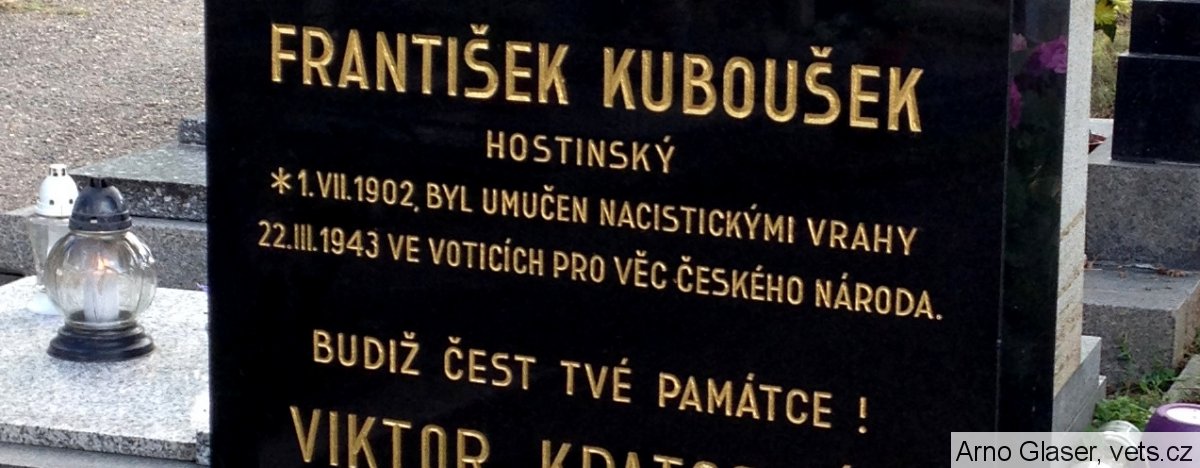 FRANTIŠEK KUBOUŠEK
HOSTINSKÝ
* 1. VII. 1902, BYL UMUČEN NACISTICKÝMI VRAHY
22. III. 1943 VE VOTICÍCH PRO VĚC ČESKÉHO NÁRODA.
BUDIŽ ČEST TVÉ PAMÁTCE !
VIKTOR
Arno Glaser, vets.cz